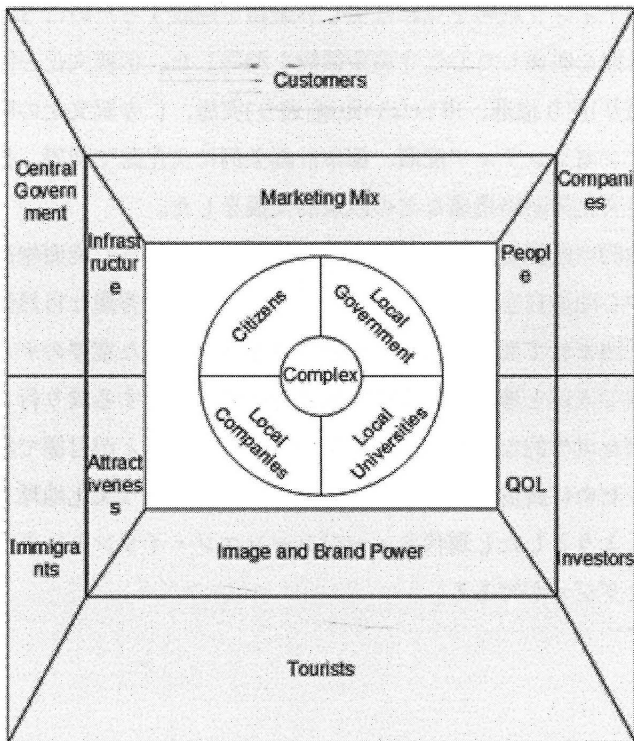 Customers
Central
Govern
ment
Marketing Mix
Compani
es
Infrast
ructur
e
Peopl
e
Citizens
Local
Government
Complex
Local
Companies
Local
Universities
Attract
iveness
s
QOL
Immigra
nts
Image and Brand Power
Investors
Tourists